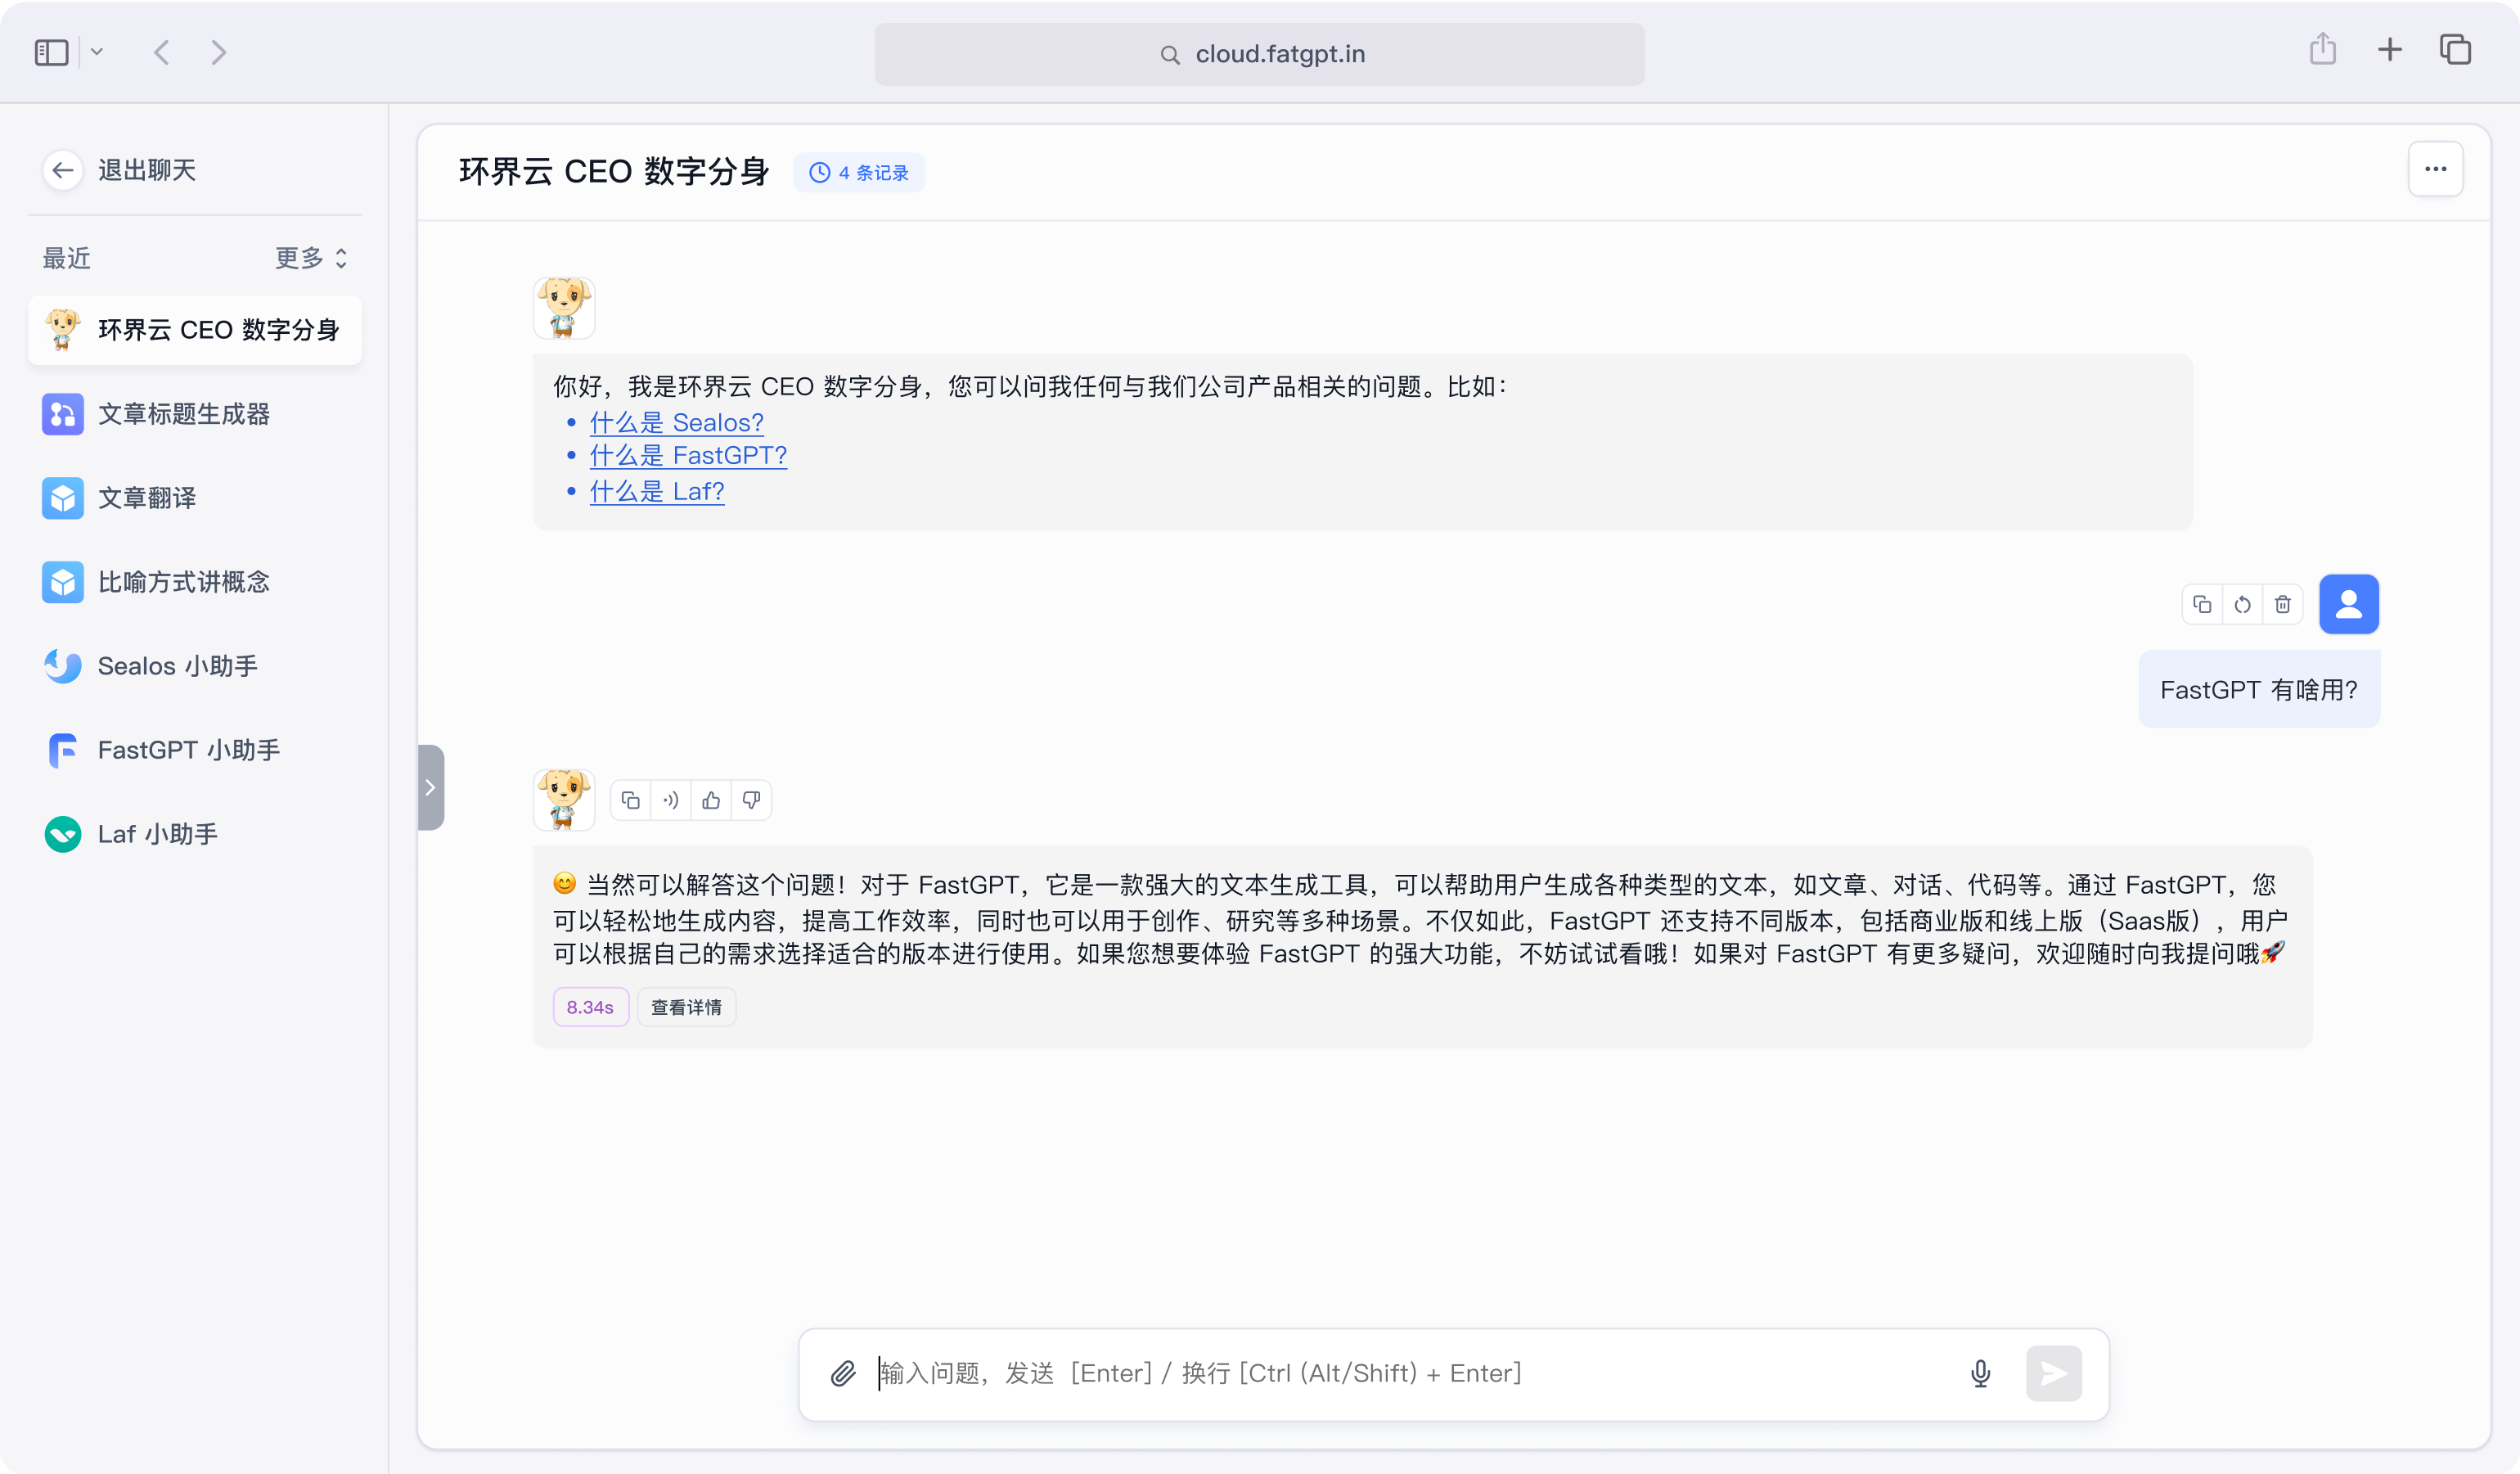 cloud.fatgpt.in
退出聊天
最近
更多
环界云 CEO 数字分身
文章标题生成器
文章翻译
比喻方式讲概念
Sealos 小助手
FastGPT 小助手
Laf 小助手
环界云 CEO 数字分身
4 条记录
你好，我是环界云 CEO 数字分身，您可以问我任何与我们公司产品相关的问题。比如：
什么是 Sealos?
什么是 FastGPT?
什么是 Laf?
FastGPT 有啥用?
😊 当然可以解答这个问题！对于 FastGPT，它是一款强大的文本生成工具，可以帮助用户生成各种类型的文本，如文章、对话、代码等。通过 FastGPT，您
可以轻松地生成内容，提高工作效率，同时也可以用于创作、研究等多种场景。不仅如此，FastGPT 还支持不同版本，包括商业版和线上版（Saas版），用户
可以根据自己的需求选择适合的版本进行使用。如果您想要体验 FastGPT 的强大功能，不妨试试看哦！如果对 FastGPT 有更多疑问，欢迎随时向我提问哦🚀
8.34s
查看详情
输入问题，发送 [Enter] / 换行 [Ctrl (Alt/Shift) + Enter]